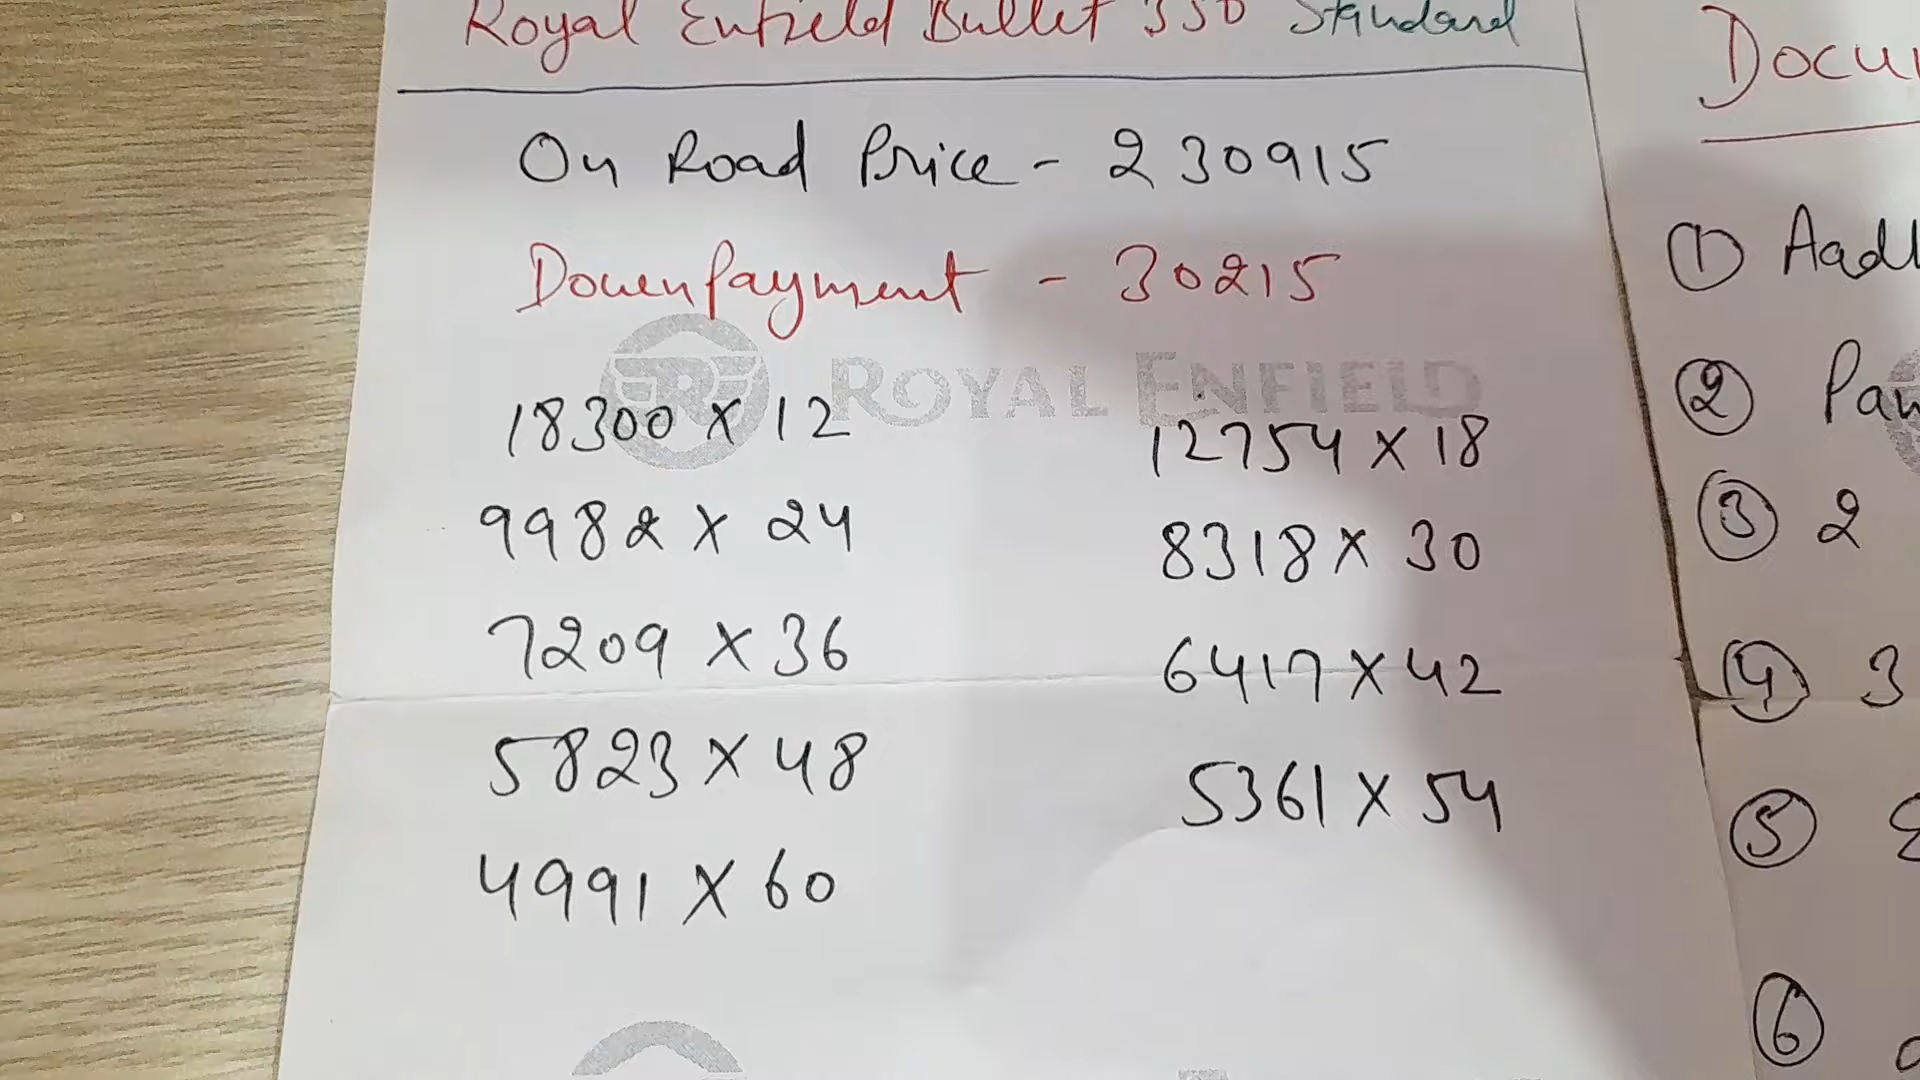 Royal Enfield Bullet 350 Standard
On Road Price - 230915
Downpayment - 30215
ROYAL ENFIELD
18300 X 12
12754 X 18
9982 X 24
8318 X 30
7209 X 36
6417 X 42
5823 X 48
5361 X 54
4991 X 60
Docu
① Aad
② Pan
③ 2
④ 3
⑤
⑥